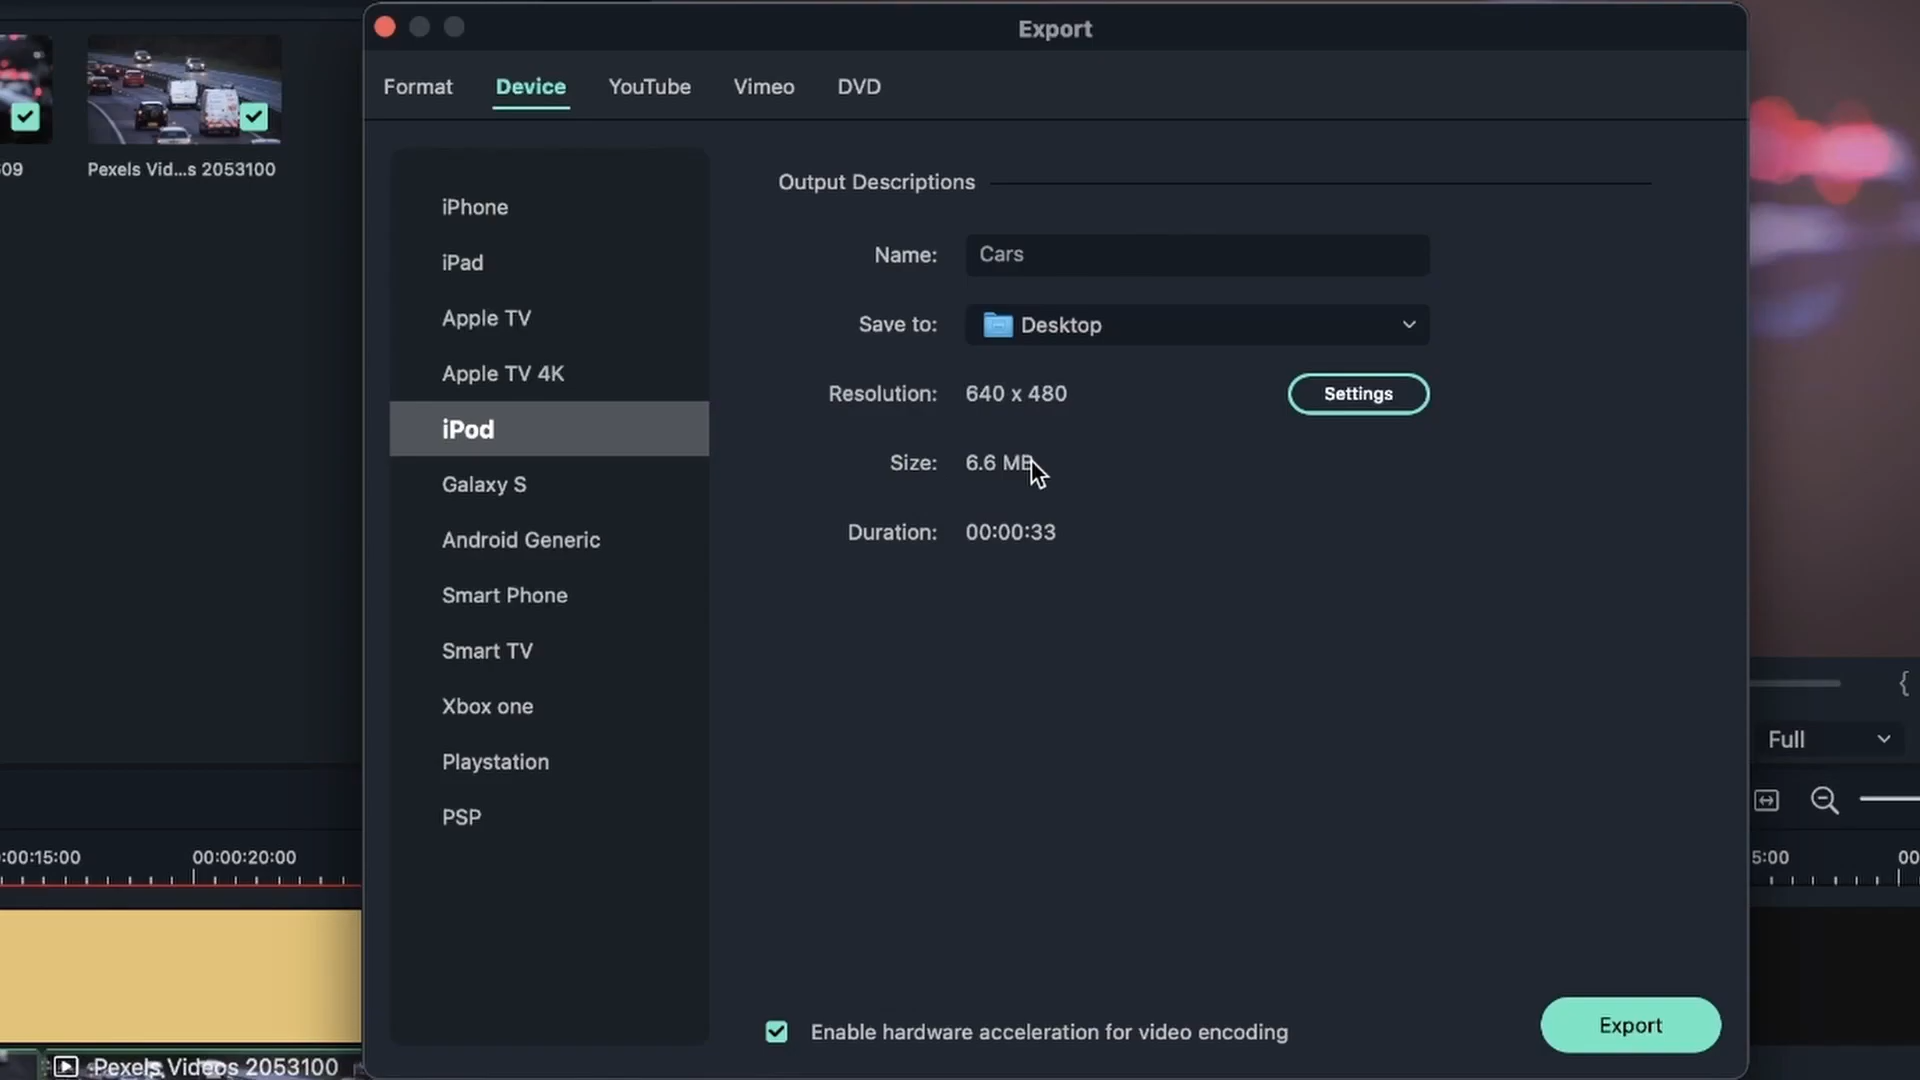 Export
Format
Device
YouTube
Vimeo
DVD
Pexels Vid...s 2053100
iPhone
iPad
Apple TV
Apple TV 4K
iPod
Galaxy S
Android Generic
Smart Phone
Smart TV
Xbox one
Playstation
PSP
Output Descriptions
Name: Cars
Save to: Desktop
Resolution: 640 x 480
Settings
Size: 6.6 MB
Duration: 00:00:33
Enable hardware acceleration for video encoding
Export
Full
:00:15:00
00:00:20:00
5:00
00
Pexels Videos 2053100